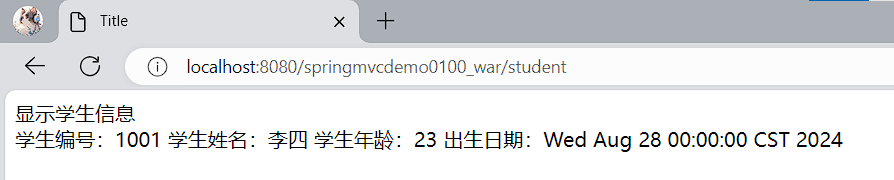 Title
localhost:8080/springmvcdemo0100_war/student
显示学生信息
学生编号：1001 学生姓名：李四 学生年龄：23 出生日期：Wed Aug 28 00:00:00 CST 2024